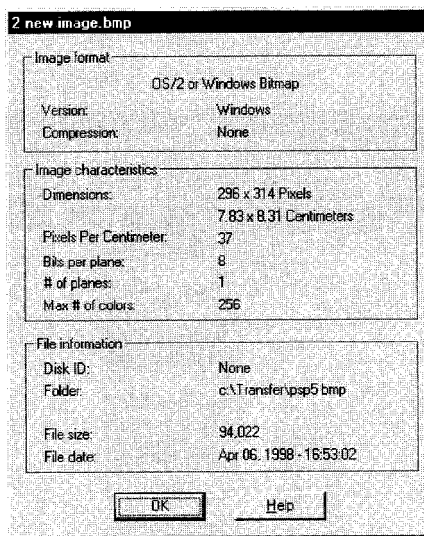 2 new image.bmp
Image format
OS/2 or Windows Bitmap
Version: Windows
Compression: None
Image characteristics
Dimensions: 296 x 314 Pixels
7.83 x 8.31 Centimeters
Pixels Per Centimeter: 37
Bits per plane: 8
# of planes: 1
Max # of colors: 256
File information
Disk ID: None
Folder: c:\Transfer\psp5 bmp
File size: 94,022
File date: Apr 06, 1998 - 16:53:02
OK Help